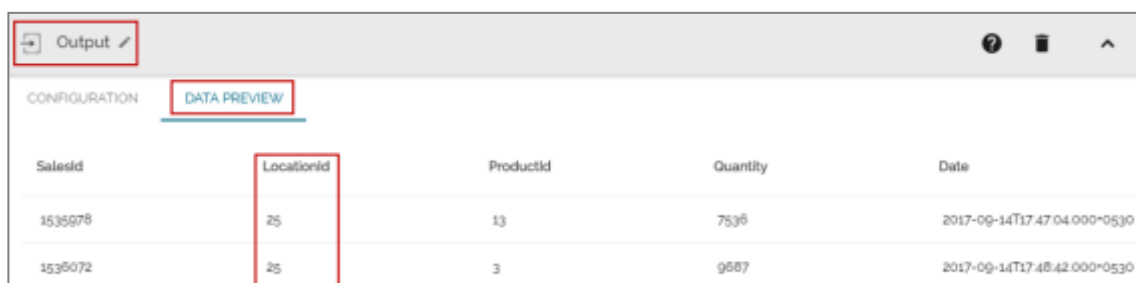 Output
CONFIGURATION DATA PREVIEW
SalesId LocationId ProductId Quantity Date
1535978 25 13 7536 2017-09-14T17:47:04.000+0530
1536072 25 3 9687 2017-09-14T17:48:42.000+0530